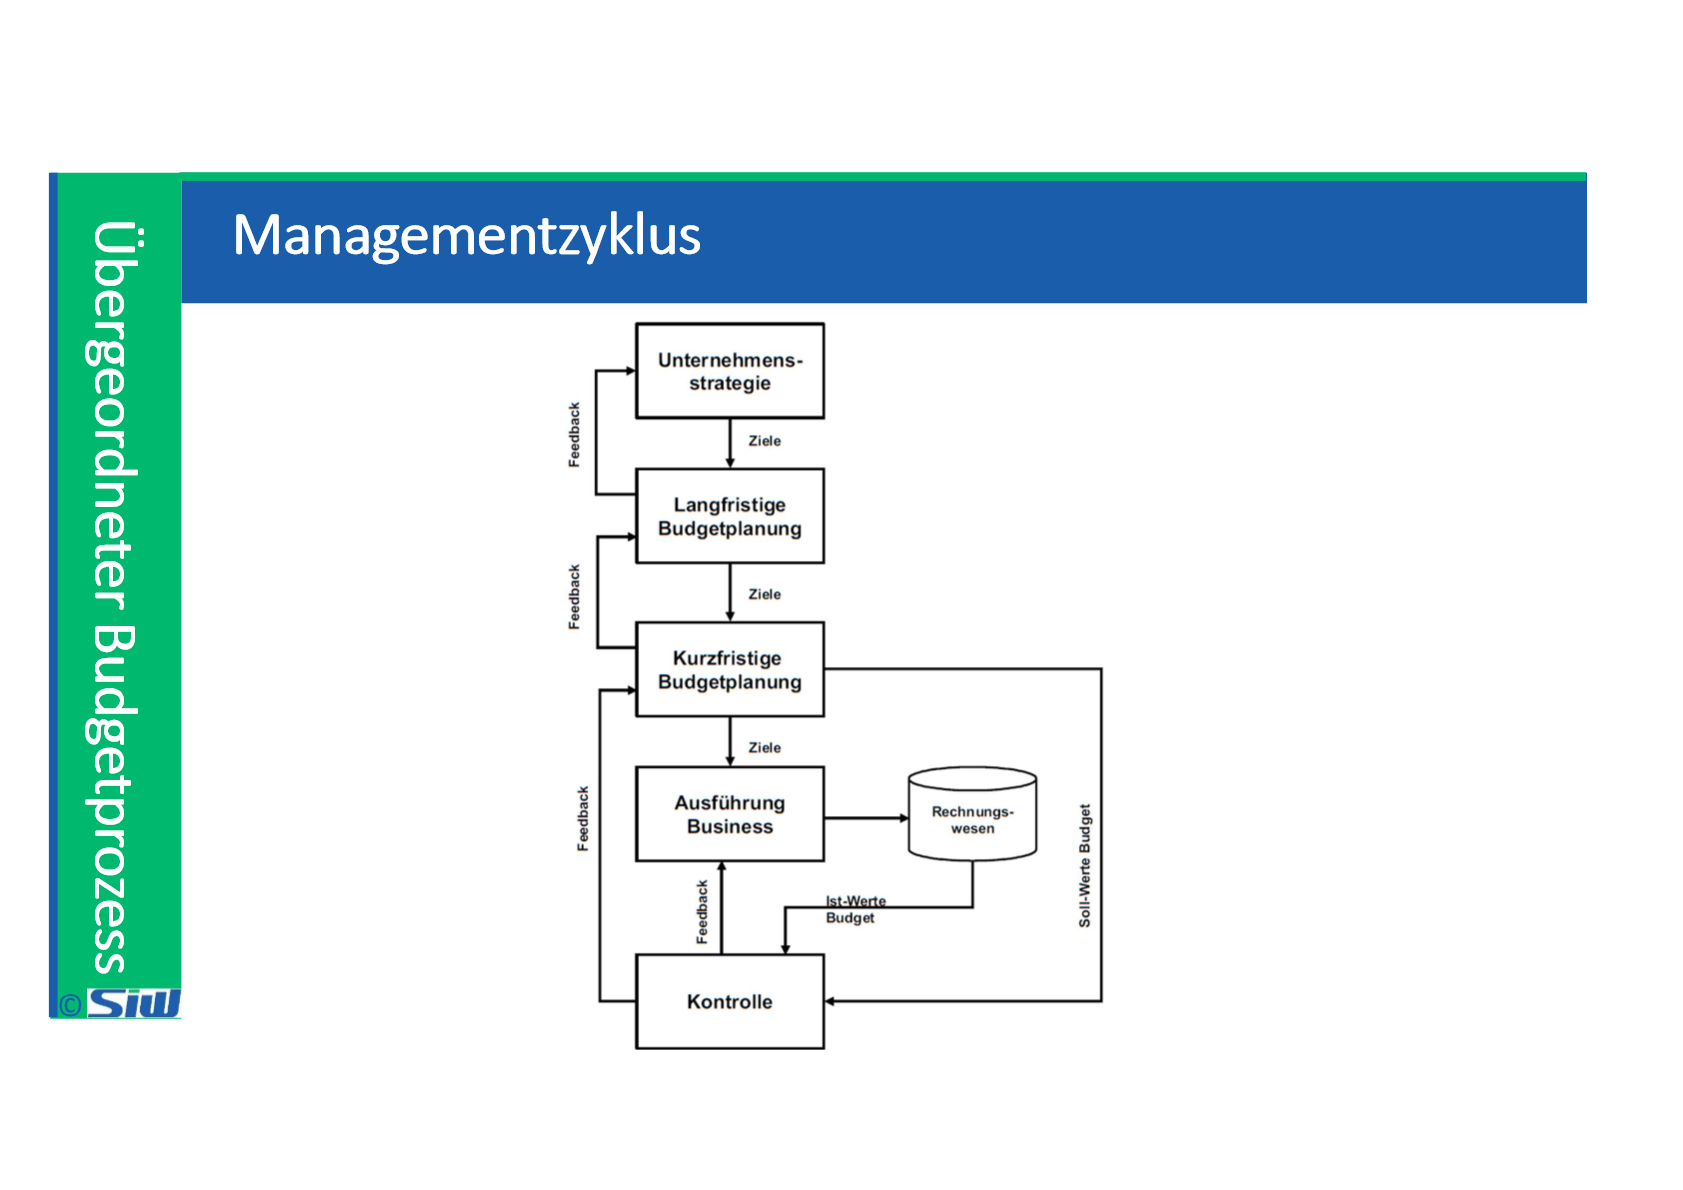 Managementzyklus
Übergeordneter Budgetprozess
© SiW
Unternehmens-
strategie
Feedback
Ziele
Langfristige
Budgetplanung
Feedback
Ziele
Kurzfristige
Budgetplanung
Ziele
Feedback
Ausführung
Business
Rechnungs-
wesen
Soll-Werte Budget
Feedback
Ist-Werte
Budget
Kontrolle